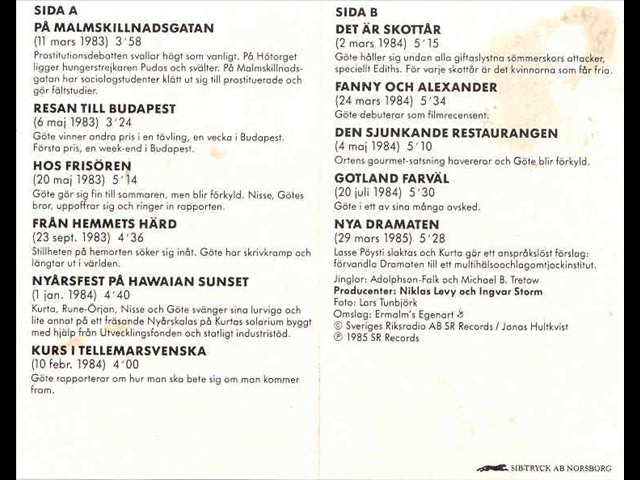 SIDA A
PÅ MALMSKILLNADSGATAN
(11 mars 1983) 3'58
Prostitutionsdebatten svallar högt som vanligt. På Hötorget
ligger hungerstrejkaren Pudas och svälter. På Malmskillnads-
gatan har sociologstudenter klätt ut sig till prostituerade och
gör fältstudier.
RESAN TILL BUDAPEST
(6 maj 1983) 3'24
Göte vinner andra pris i en tävling, en vecka i Budapest.
Första pris, en week-end i Budapest.
HOS FRISÖREN
(20 maj 1983) 5'14
Göte gör sig fin till sommaren, men blir förkyld. Nisse, Götes
bror, uppoffrar sig och ringer in rapporten.
FRÅN HEMMETS HÄRD
(23 sept. 1983) 4'36
Stillheten på hemorten söker sig inåt. Göte har skrivkramp och
längtar ut i världen.
NYÅRSFEST PÅ HAWAIAN SUNSET
(1 jan. 1984) 4'40
Kurta, Rune-Örjan, Nisse och Göte svänger sina lurviga och
lite annat på ett fräsande Nyårskalas på Kurtas solarium byggt
med hjälp från Utvecklingsfonden och statligt industristöd.
KURS I TELLEMARSVENSKA
(10 febr. 1984) 4'00
Göte rapporterar om hur man ska bete sig om man kommer
fram.
SIDA B
DET ÄR SKOTTÅR
(2 mars 1984) 5'15
Göte håller sig undan alla giftaslystna sömmerskors attacker,
speciellt Ediths. För varje skottår är det kvinnorna som får fria.
FANNY OCH ALEXANDER
(24 mars 1984) 5'34
Göte debuterar som filmrecensent.
DEN SJUNKANDE RESTAURANGEN
(4 maj 1984) 5'10
Ortens gourmet-satsning havererar och Göte blir förkyld.
GOTLAND FARVÄL
(20 juli 1984) 5'30
Göte i ett av sina många avsked.
NYA DRAMATEN
(29 mars 1985) 5'28
Lasse Pöysti slaktas och Kurta gör ett anspråkslöst förslag:
förvandla Dramaten till ett multihälsoochlagomtjockinstitut.
Jinglar: Adolphson-Falk och Michael B. Tretow
Producenter: Niklas Levy och Ingvar Storm
Foto: Lars Tunbjörk
Omslag: Ermalm's Egenart
© Sveriges Riksradio AB SR Records / Jonas Hultkvist
℗ 1985 SR Records
SIB-TRYCK AB NORSBORG